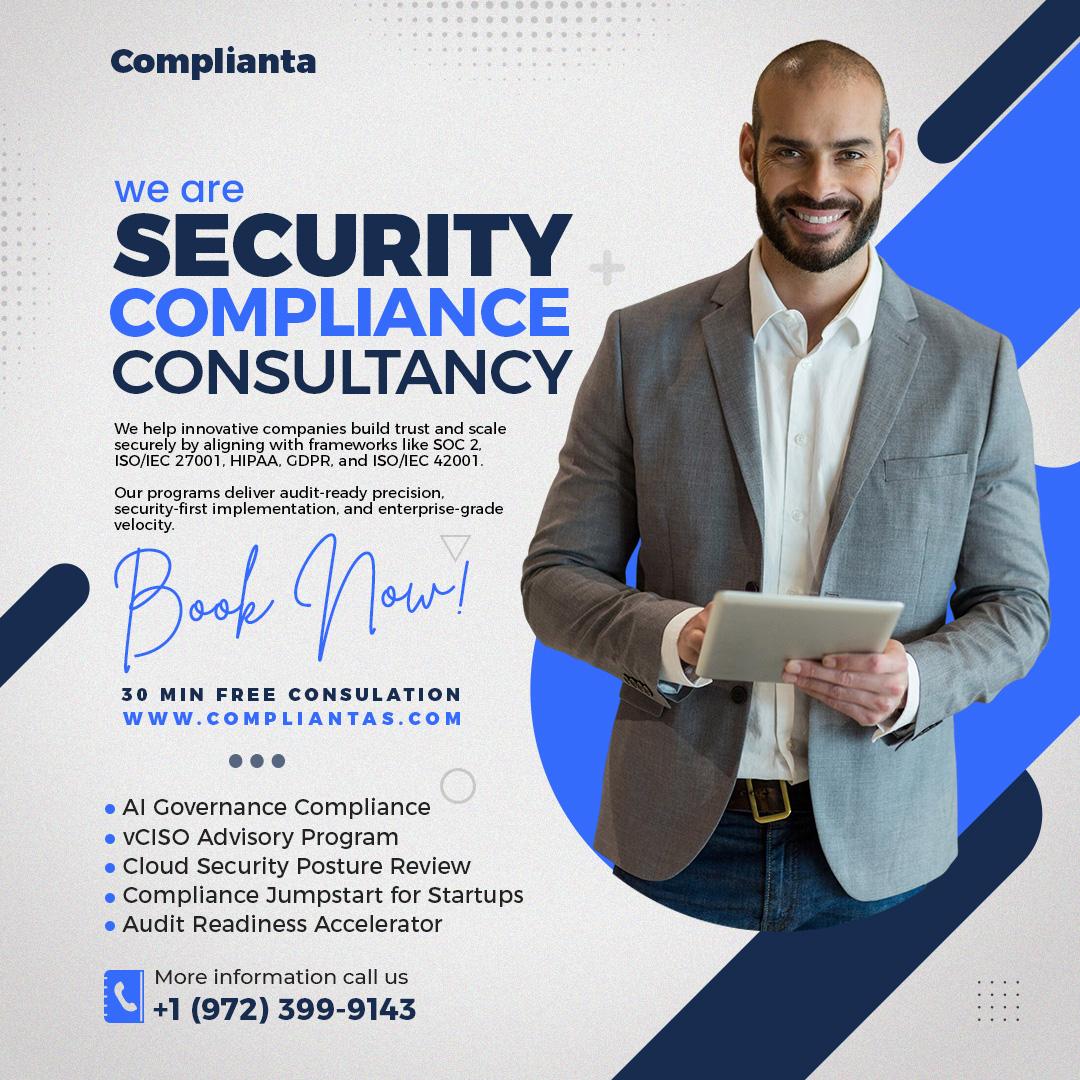 Complianta
we are
SECURITY
COMPLIANCE
CONSULTANCY
We help innovative companies build trust and scale
securely by aligning with frameworks like SOC 2,
ISO/IEC 27001, HIPAA, GDPR, and ISO/IEC 42001.
Our programs deliver audit-ready precision,
security-first implementation, and enterprise-grade
velocity.
Book Now!
30 MIN FREE CONSULATION
WWW.COMPLIANTAS.COM
AI Governance Compliance
vCISO Advisory Program
Cloud Security Posture Review
Compliance Jumpstart for Startups
Audit Readiness Accelerator
More information call us
+1 (972) 399-9143